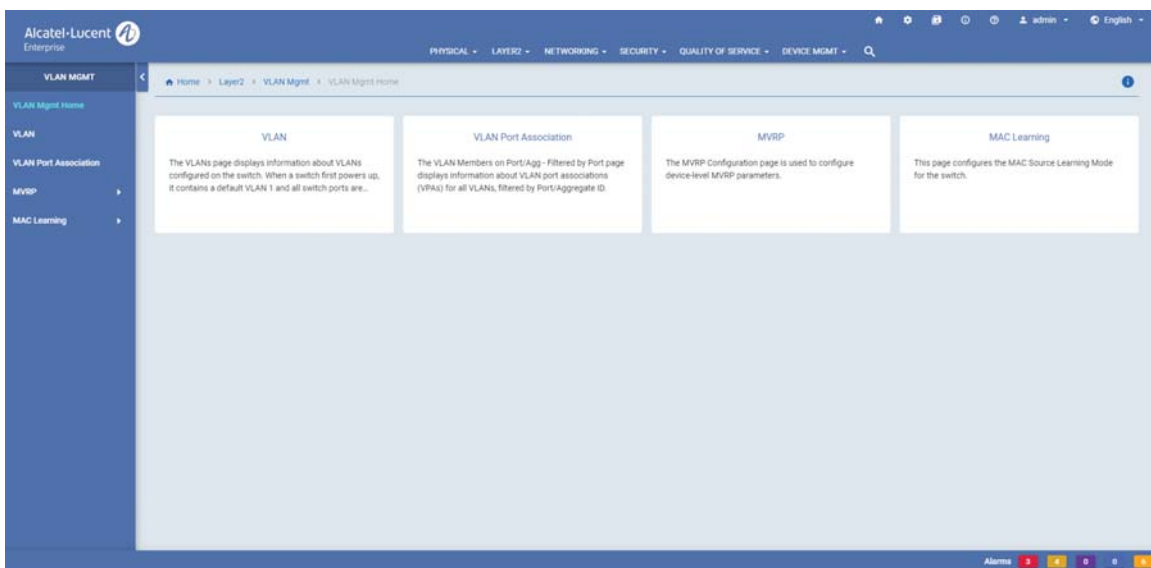 Alcatel·Lucent
Enterprise
admin
English
PHYSICAL LAYER2 NETWORKING SECURITY QUALITY OF SERVICE DEVICE MGMT
VLAN MGMT
Home > Layer2 > VLAN Mgmt > VLAN Mgmt Home
VLAN Mgmt Home
VLAN
VLAN Port Association
MVRP
MAC Learning
VLAN
The VLANs page displays information about VLANs
configured on the switch. When a switch first powers up,
it contains a default VLAN 1 and all switch ports are...
VLAN Port Association
The VLAN Members on Port/Agg - Filtered by Port page
displays information about VLAN port associations
(VPAs) for all VLANs, filtered by Port/Aggregate ID.
MVRP
The MVRP Configuration page is used to configure
device-level MVRP parameters.
MAC Learning
This page configures the MAC Source Learning Mode
for the switch.
Alarms 3 4 0 0 6